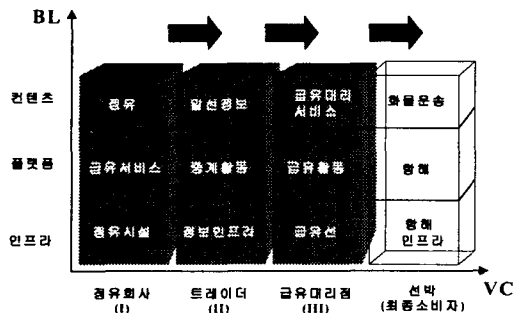 BL
컨텐츠
정유
알선정보
급유대리
서비스
화물운송
플랫폼
급유서비스
중계활동
급유활동
항해
인프라
정유시설
정보인프라
급유선
항해
인프라
VC
정유회사
(I)
트레이더
(II)
급유대리점
(III)
선박
(최종소비자)